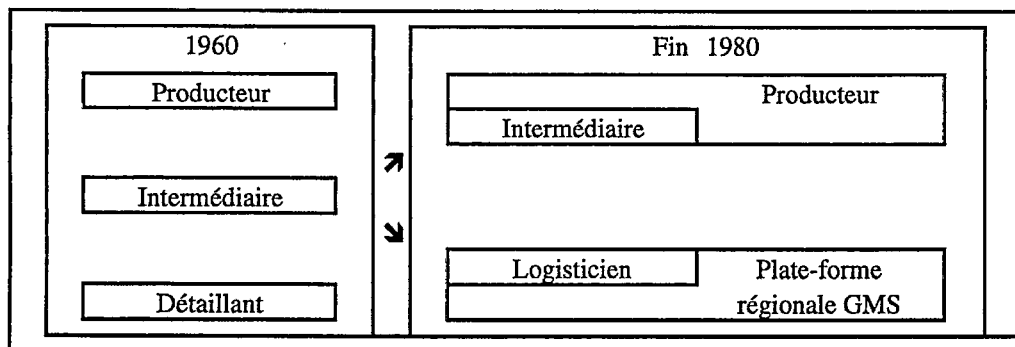 1960
Producteur
Intermédiaire
Détaillant
Fin 1980
Producteur
Intermédiaire
Logisticien
Plate-forme
régionale GMS